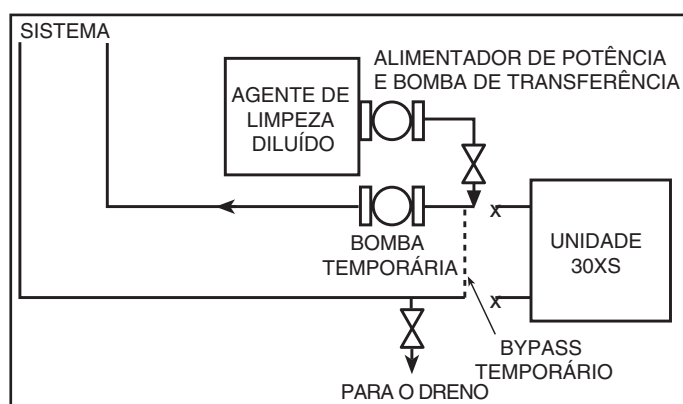 SISTEMA
ALIMENTADOR DE POTÊNCIA
E BOMBA DE TRANSFERÊNCIA
AGENTE DE
LIMPEZA
DILUÍDO
BOMBA
TEMPORÁRIA
x
UNIDADE
30XS
x
BYPASS
TEMPORÁRIO
PARA O DRENO